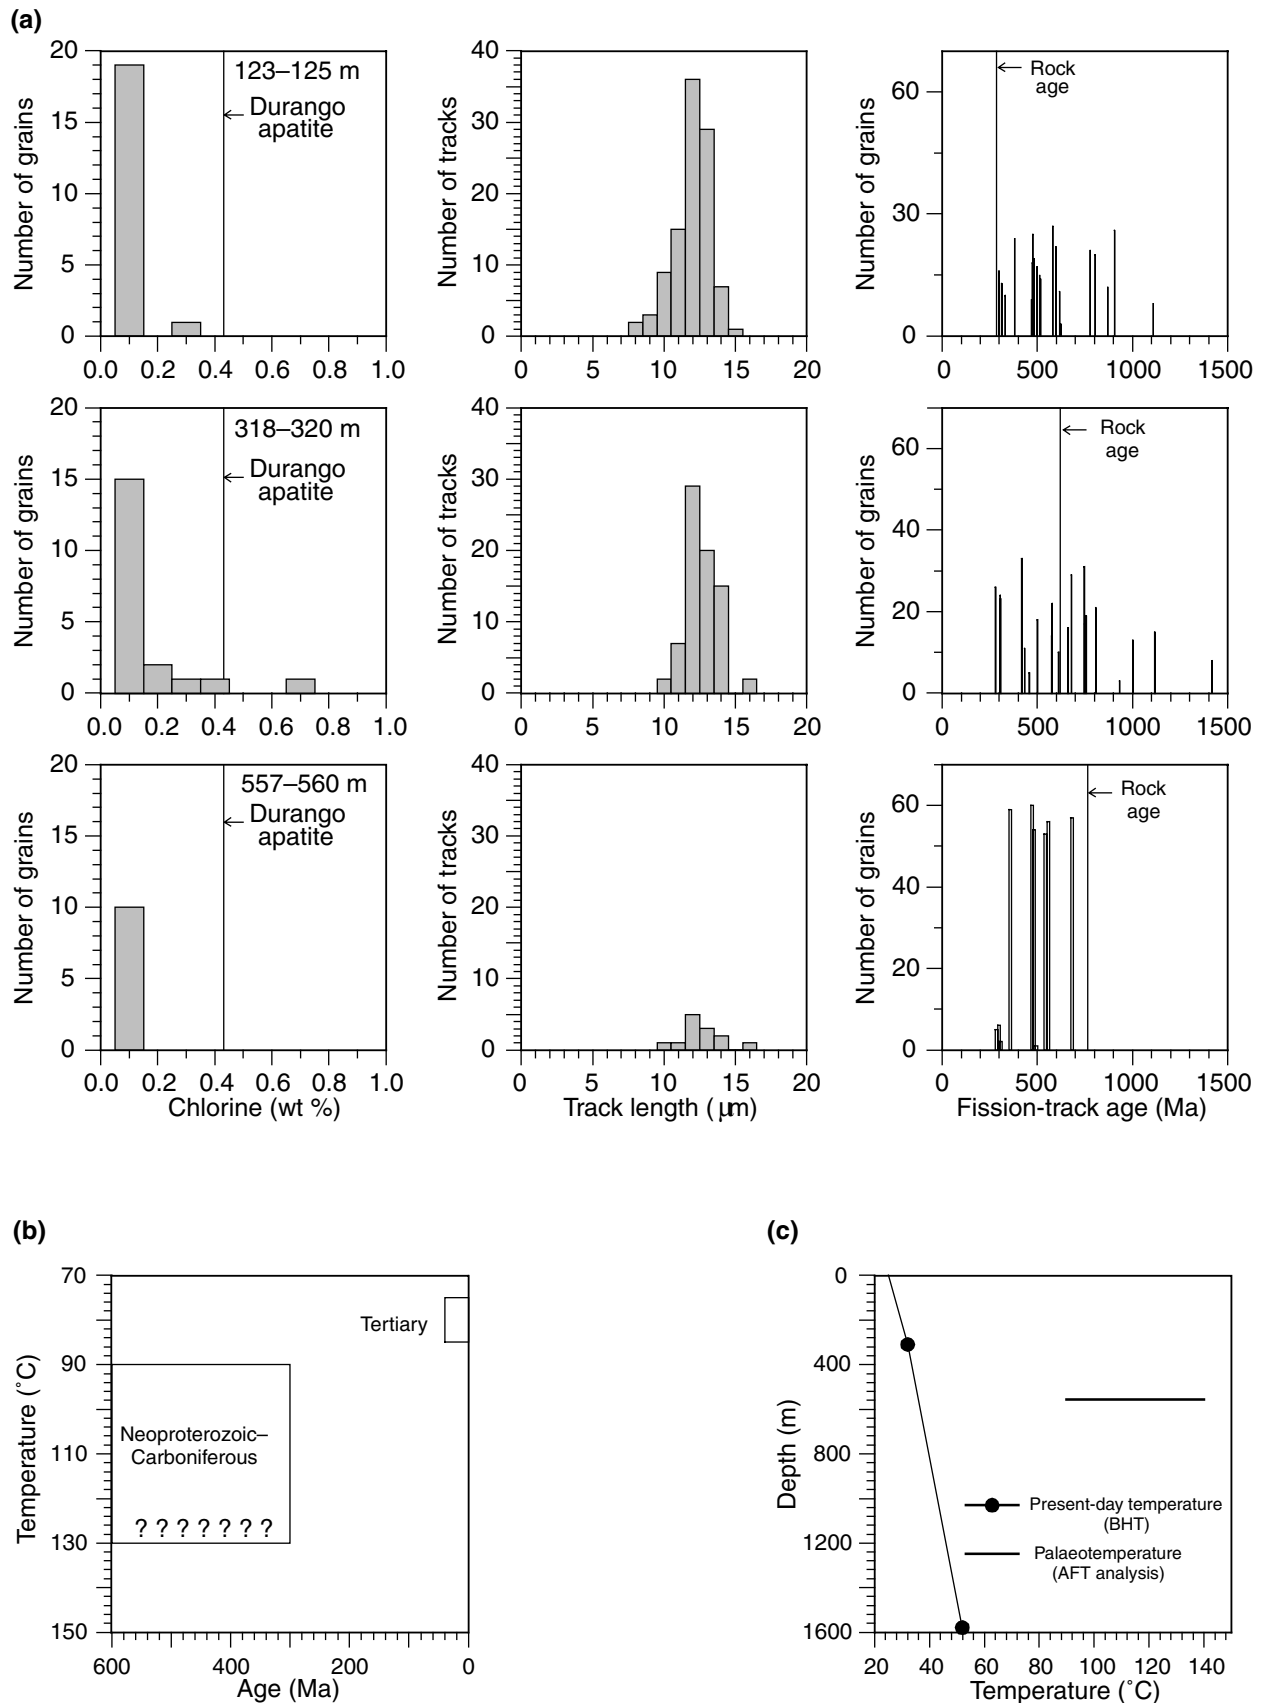 (a)
20
15
10
5
0
Number of grains
123–125 m
Durango
apatite
0.0 0.2 0.4 0.6 0.8 1.0
40
30
20
10
0
Number of tracks
0 5 10 15 20
60
30
0
Number of grains
Rock
age
0 500 1000 1500
20
15
10
5
0
Number of grains
318–320 m
Durango
apatite
0.0 0.2 0.4 0.6 0.8 1.0
40
30
20
10
0
Number of tracks
0 5 10 15 20
60
40
20
0
Number of grains
Rock
age
0 500 1000 1500
20
15
10
5
0
Number of grains
557–560 m
Durango
apatite
0.0 0.2 0.4 0.6 0.8 1.0
Chlorine (wt %)
40
30
20
10
0
Number of tracks
0 5 10 15 20
Track length (μm)
60
40
20
0
Number of grains
Rock
age
0 500 1000 1500
Fission-track age (Ma)
(b)
70
90
110
130
150
Temperature (˚C)
Tertiary
Neoproterozoic–
Carboniferous
? ? ? ? ? ? ?
600 400 200 0
Age (Ma)
(c)
0
400
800
1200
1600
Depth (m)
Present-day temperature
(BHT)
Palaeotemperature
(AFT analysis)
20 40 60 80 100 120 140
Temperature (˚C)